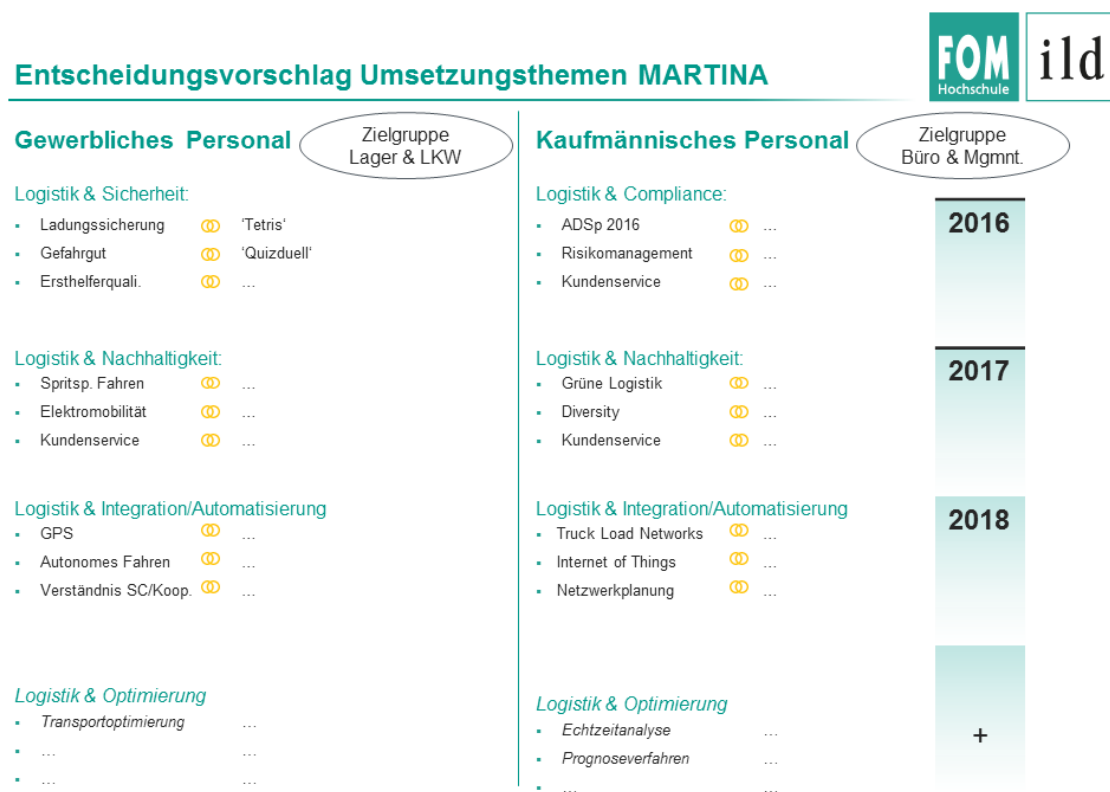 FOM
Hochschule
ild
Entscheidungsvorschlag Umsetzungsthemen MARTINA
Gewerbliches Personal
Zielgruppe
Lager & LKW
Logistik & Sicherheit:
Ladungssicherung ‘Tetris‘
Gefahrgut ‘Quizduell‘
Ersthelferquali. …
Logistik & Nachhaltigkeit:
Spritsp. Fahren …
Elektromobilität …
Kundenservice …
Logistik & Integration/Automatisierung
GPS …
Autonomes Fahren …
Verständnis SC/Koop. …
Logistik & Optimierung
Transportoptimierung …
… …
… …
Kaufmännisches Personal
Zielgruppe
Büro & Mgmnt.
Logistik & Compliance:
ADSp 2016 …
Risikomanagement …
Kundenservice …
Logistik & Nachhaltigkeit:
Grüne Logistik …
Diversity …
Kundenservice …
Logistik & Integration/Automatisierung
Truck Load Networks …
Internet of Things …
Netzwerkplanung …
Logistik & Optimierung
Echtzeitanalyse …
Prognoseverfahren …
… …
2016
2017
2018
+